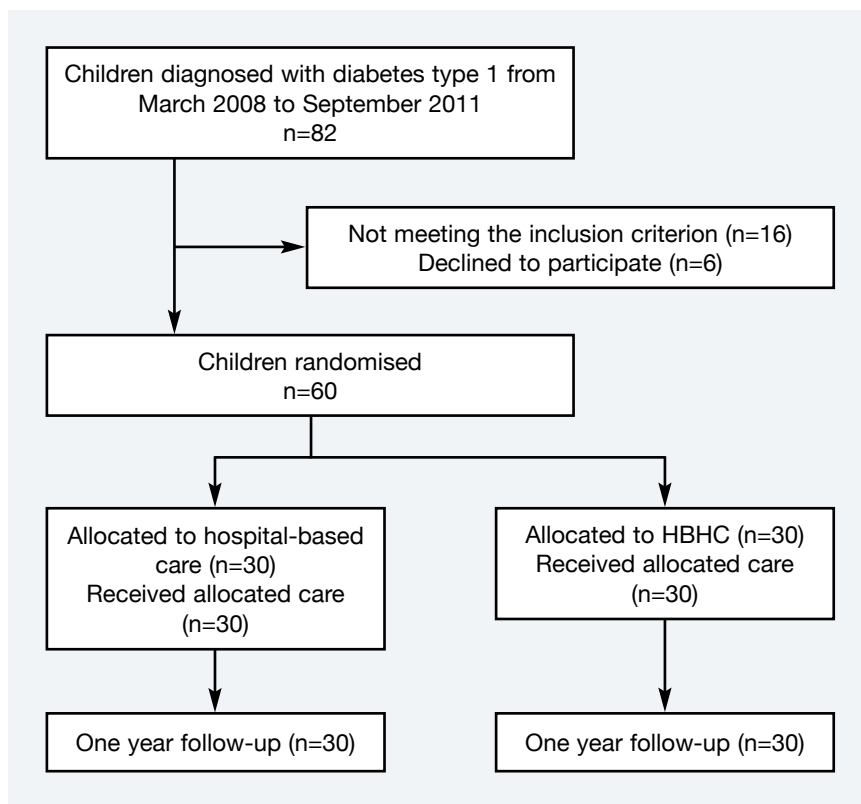 Children diagnosed with diabetes type 1 from
March 2008 to September 2011
n=82
Not meeting the inclusion criterion (n=16)
Declined to participate (n=6)
Children randomised
n=60
Allocated to hospital-based
care (n=30)
Received allocated care
(n=30)
Allocated to HBHC (n=30)
Received allocated care
(n=30)
One year follow-up (n=30)
One year follow-up (n=30)